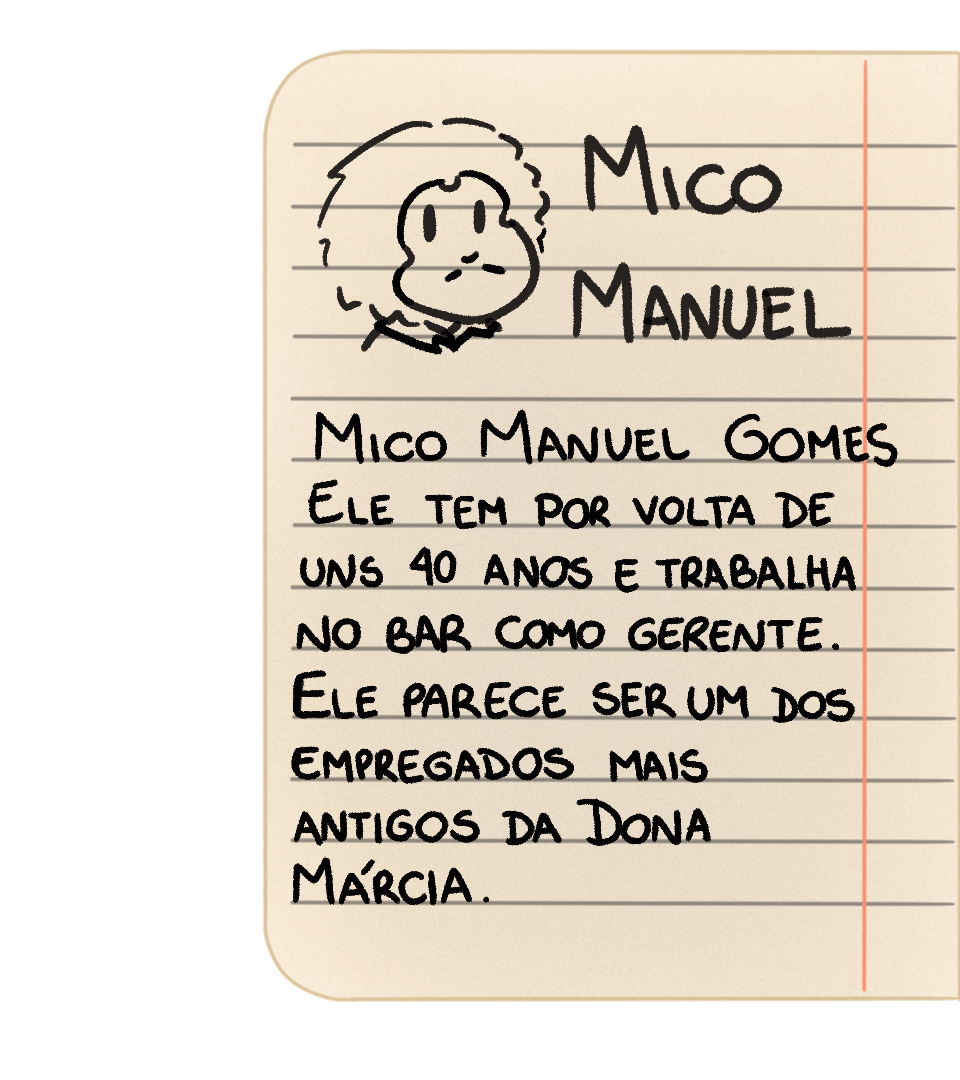 MICO
MANUEL
MICO MANUEL GOMES
ELE TEM POR VOLTA DE
UNS 40 ANOS E TRABALHA
NO BAR COMO GERENTE.
ELE PARECE SER UM DOS
EMPREGADOS MAIS
ANTIGOS DA DONA
MÁRCIA.